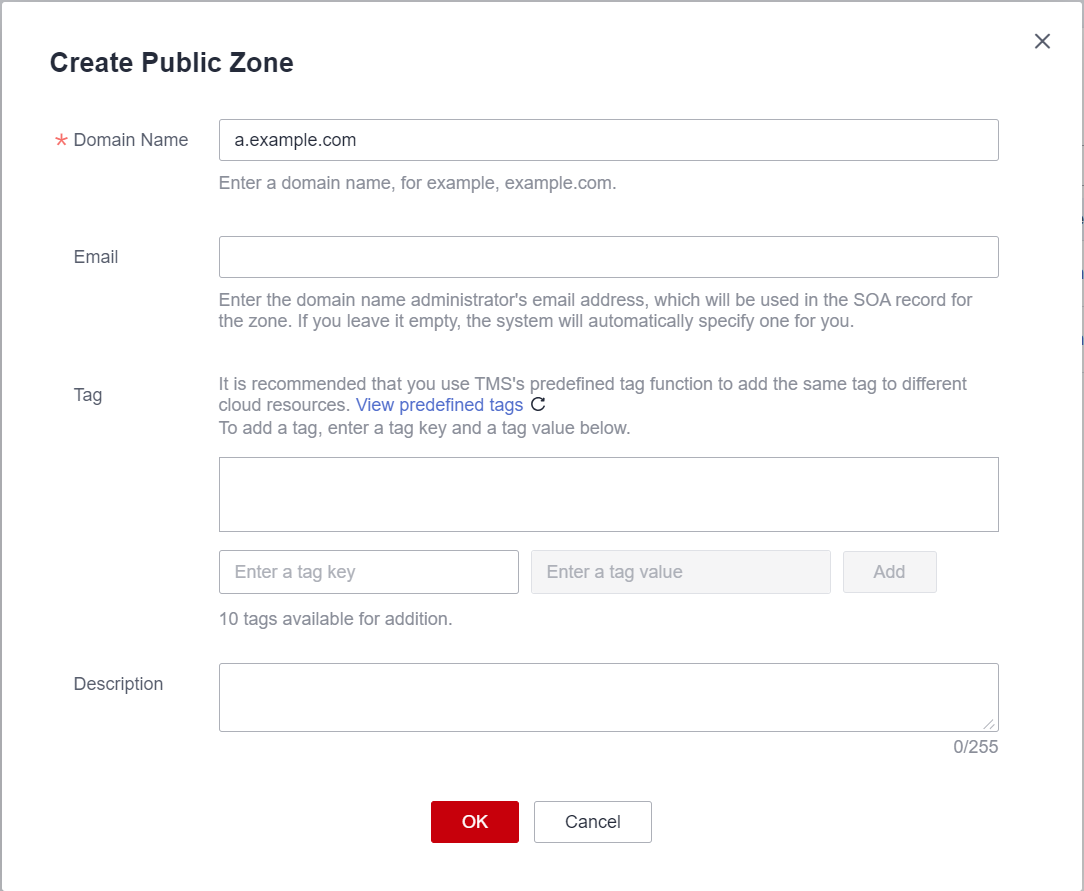 Create Public Zone
* Domain Name
a.example.com
Enter a domain name, for example, example.com.
Email
Enter the domain name administrator's email address, which will be used in the SOA record for
the zone. If you leave it empty, the system will automatically specify one for you.
Tag
It is recommended that you use TMS's predefined tag function to add the same tag to different
cloud resources. View predefined tags
To add a tag, enter a tag key and a tag value below.
Enter a tag key
Enter a tag value
Add
10 tags available for addition.
Description
0/255
OK
Cancel